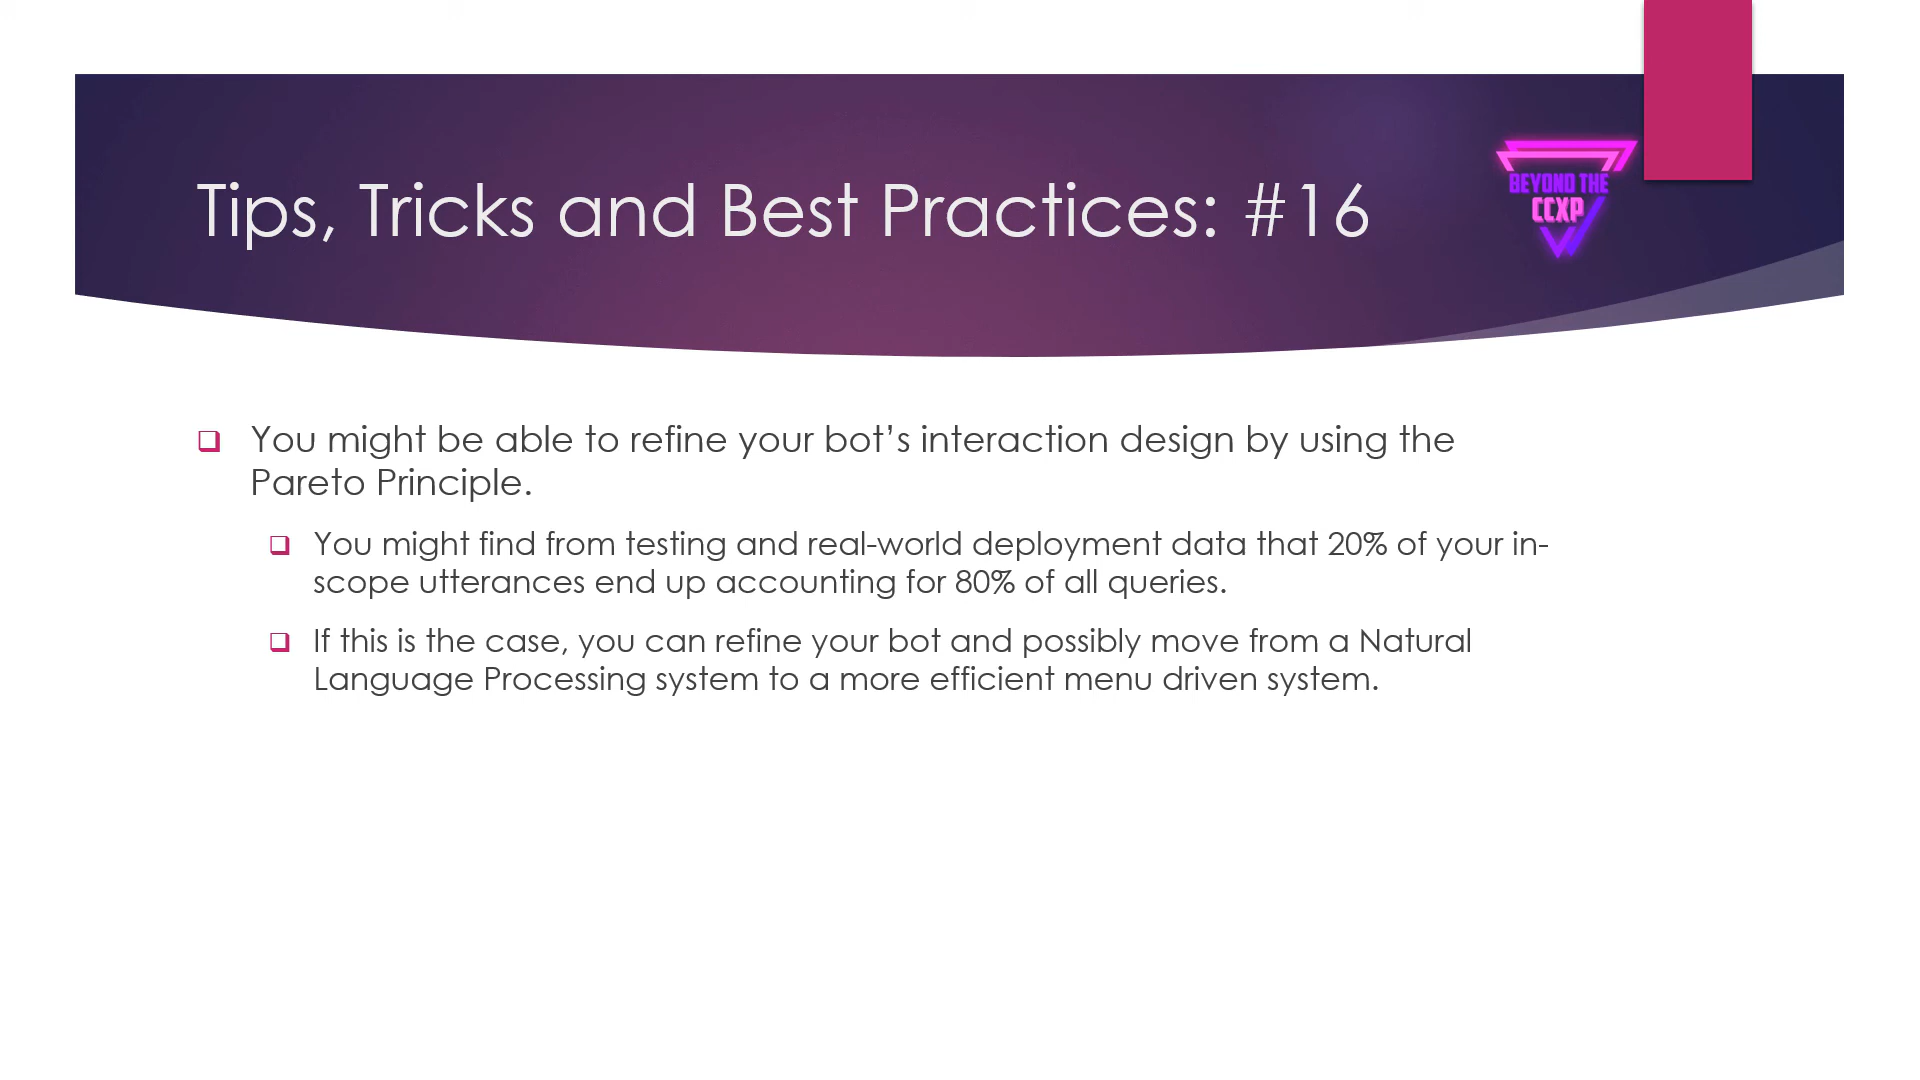 Tips, Tricks and Best Practices: #16
BEYOND THE
CCXP
You might be able to refine your bot’s interaction design by using the
Pareto Principle.
You might find from testing and real-world deployment data that 20% of your in-
scope utterances end up accounting for 80% of all queries.
If this is the case, you can refine your bot and possibly move from a Natural
Language Processing system to a more efficient menu driven system.